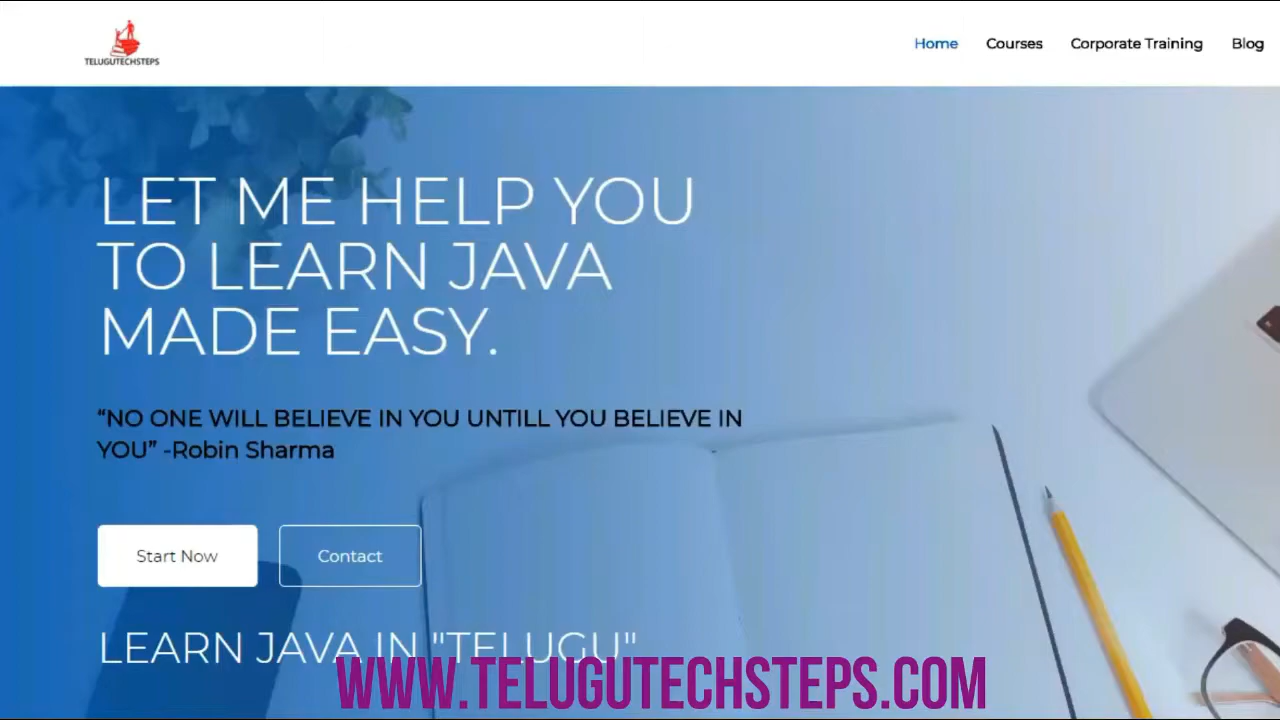 TELUGUTECHSTEPS
Home Courses Corporate Training Blog
LET ME HELP YOU
TO LEARN JAVA
MADE EASY.
“NO ONE WILL BELIEVE IN YOU UNTILL YOU BELIEVE IN
YOU” -Robin Sharma
Start Now Contact
LEARN JAVA IN "TELUGU"
WWW.TELUGUTECHSTEPS.COM